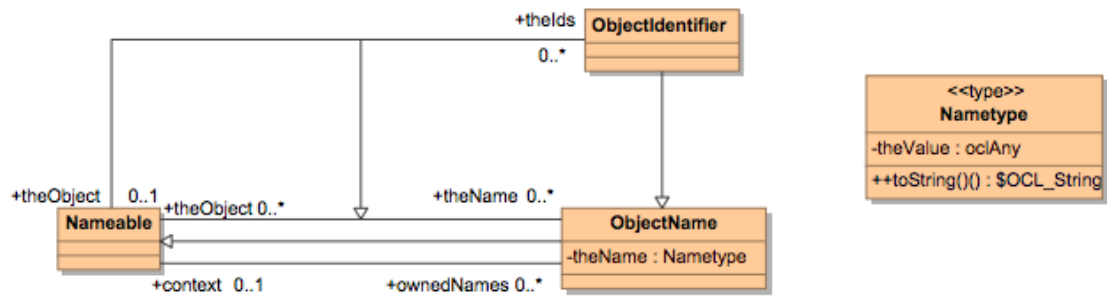 +theIds
ObjectIdentifier
0..*
<<type>>
Nametype
-theValue : oclAny
++toString()() : $OCL_String
+theObject 0..1
+theObject 0..*
+theName 0..*
Nameable
ObjectName
-theName : Nametype
+context 0..1
+ownedNames 0..*